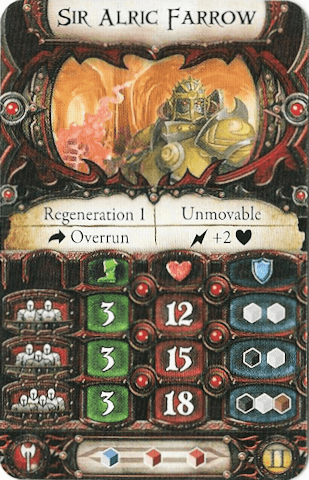 Sir Alric Farrow
Regeneration 1 Unmovable
Overrun +2
3 12
3 15
3 18
II